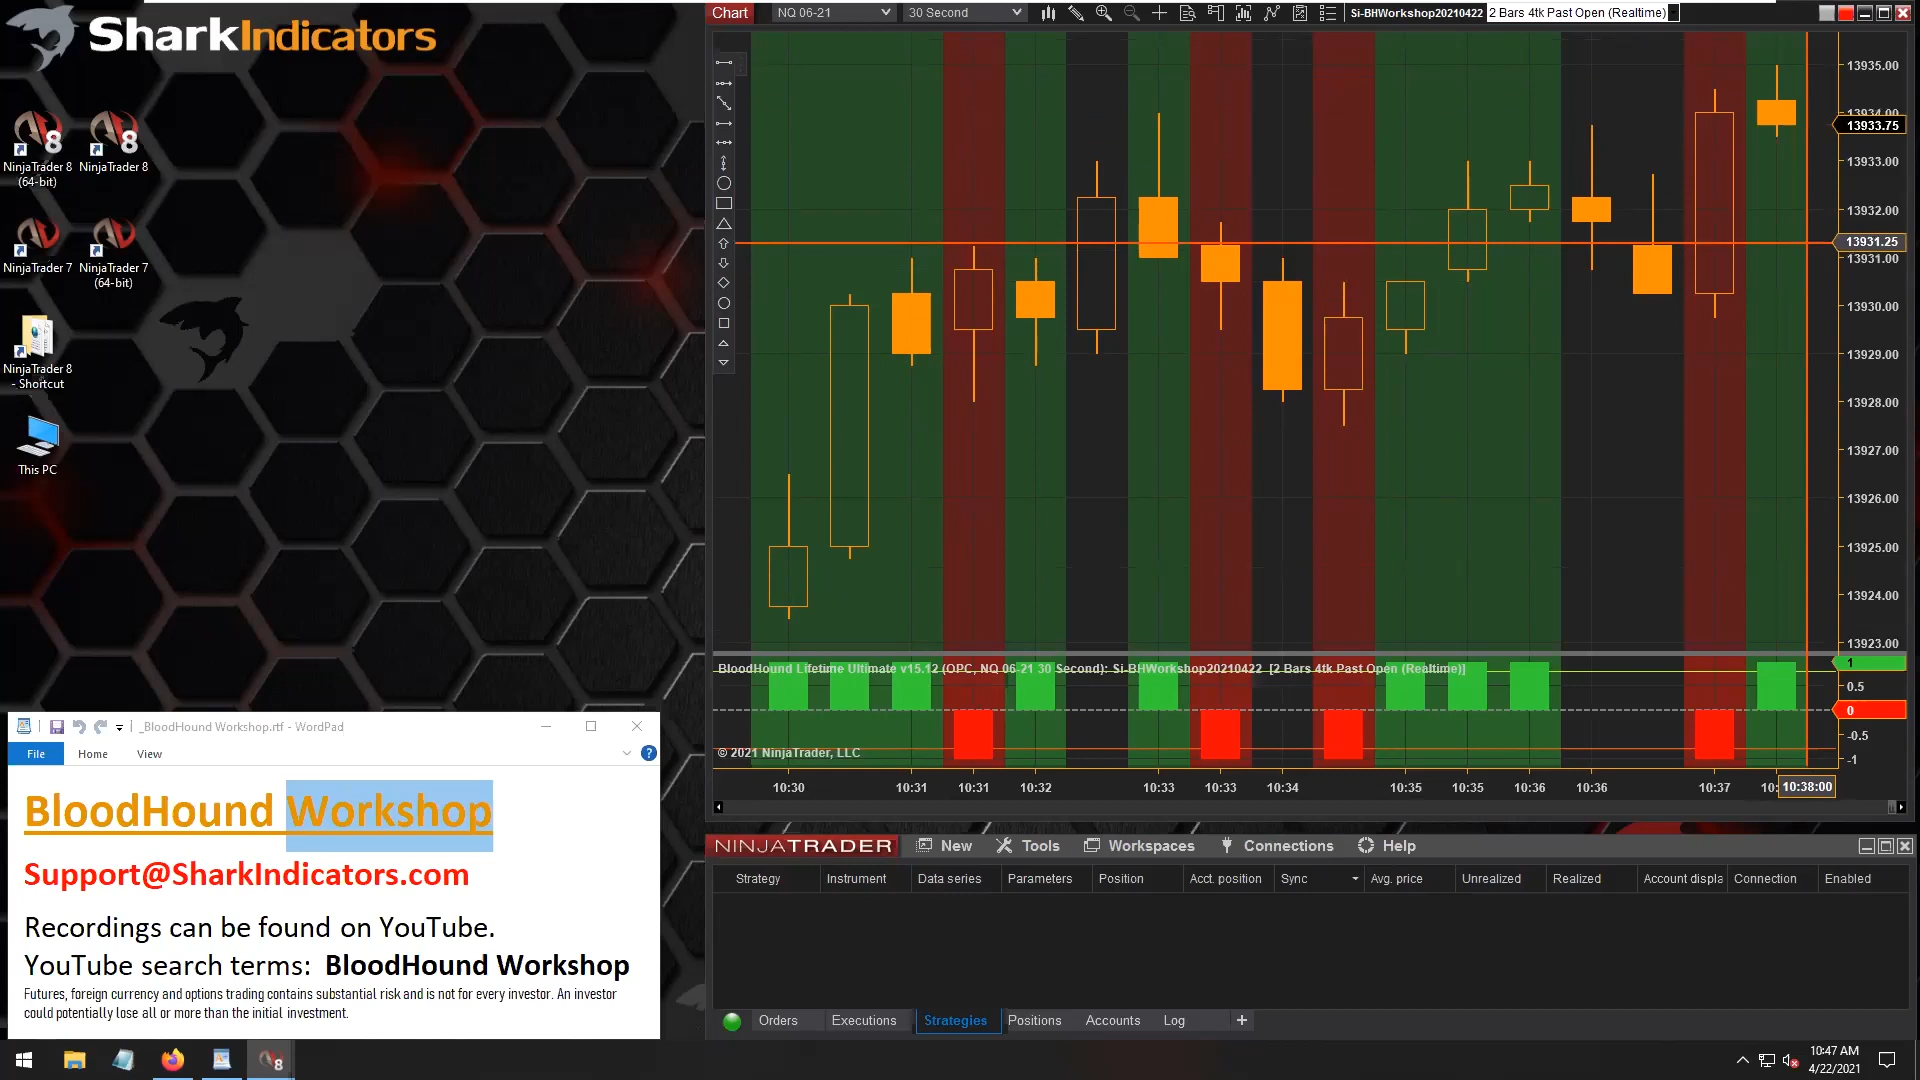 SharkIndicators
NinjaTrader 8
(64-bit)
NinjaTrader 8
NinjaTrader 7
NinjaTrader 7
(64-bit)
NinjaTrader 8
- Shortcut
This PC
Chart
NQ 06-21
30 Second
Si-BHWorkshop20210422
2 Bars 4tk Past Open (Realtime)
13935.00
13934.00
13933.75
13933.00
13932.00
13931.25
13931.00
13930.00
13929.00
13928.00
13927.00
13926.00
13925.00
13924.00
13923.00
BloodHound Lifetime Ultimate v15.12 (OPC, NQ 06-21 30 Second): Si-BHWorkshop20210422 [2 Bars 4tk Past Open (Realtime)]
1
0.5
0
-0.5
-1
© 2021 NinjaTrader, LLC
10:30 10:31 10:31 10:32 10:33 10:33 10:34 10:35 10:35 10:36 10:36 10:37 10: 10:38:00
_BloodHound Workshop.rtf - WordPad
File Home View
BloodHound Workshop
Support@SharkIndicators.com
Recordings can be found on YouTube.
YouTube search terms: BloodHound Workshop
Futures, foreign currency and options trading contains substantial risk and is not for every investor. An investor
could potentially lose all or more than the initial investment.
NINJATRADER New Tools Workspaces Connections Help
Strategy Instrument Data series Parameters Position Acct. position Sync Avg. price Unrealized Realized Account displa Connection Enabled
Orders Executions Strategies Positions Accounts Log +
10:47 AM
4/22/2021